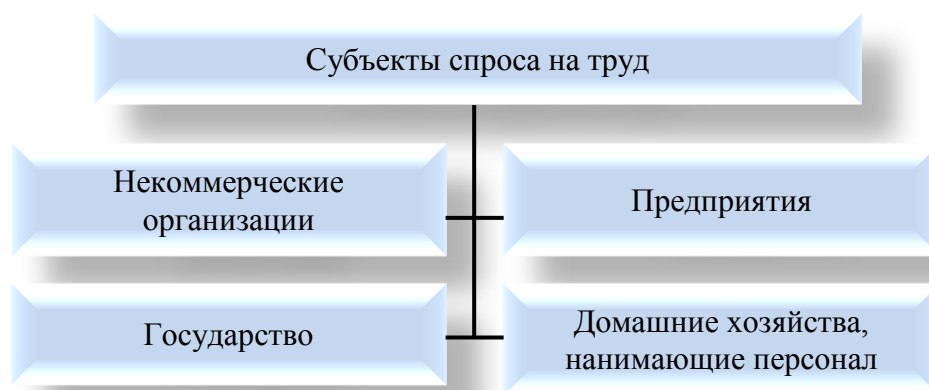 Субъекты спроса на труд
Некоммерческие
организации
Предприятия
Государство
Домашние хозяйства,
нанимающие персонал